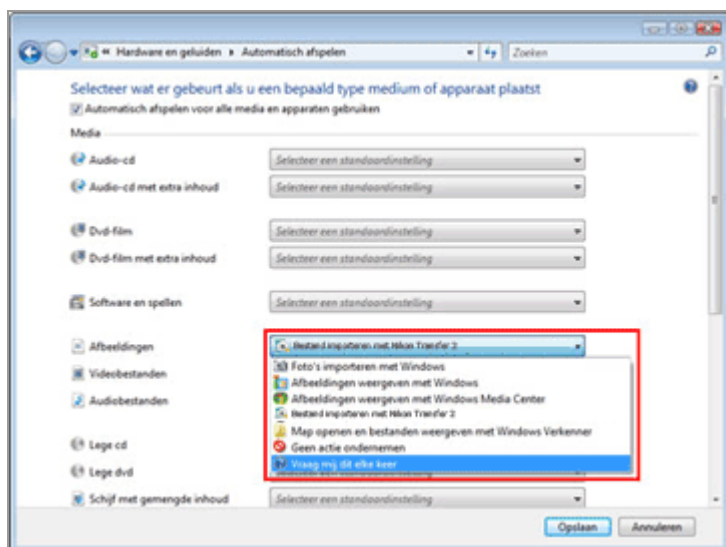 « Hardware en geluiden ▸ Automatisch afspelen
Zoeken
Selecteer wat er gebeurt als u een bepaald type medium of apparaat plaatst
Automatisch afspelen voor alle media en apparaten gebruiken
Media
Audio-cd Selecteer een standaardinstelling
Audio-cd met extra inhoud Selecteer een standaardinstelling
Dvd-film Selecteer een standaardinstelling
Dvd-film met extra inhoud Selecteer een standaardinstelling
Software en spellen Selecteer een standaardinstelling
Afbeeldingen Bestand importeren met Nikon Transfer 2
Foto's importeren met Windows
Videobestanden Afbeeldingen weergeven met Windows
Afbeeldingen weergeven met Windows Media Center
Audiobestanden Bestand importeren met Nikon Transfer 2
Map openen en bestanden weergeven met Windows Verkenner
Lege cd Geen actie ondernemen
Vraag mij dit elke keer
Lege dvd Selecteer een standaardinstelling
Schijf met gemengde inhoud Selecteer een standaardinstelling
Opslaan Annuleren